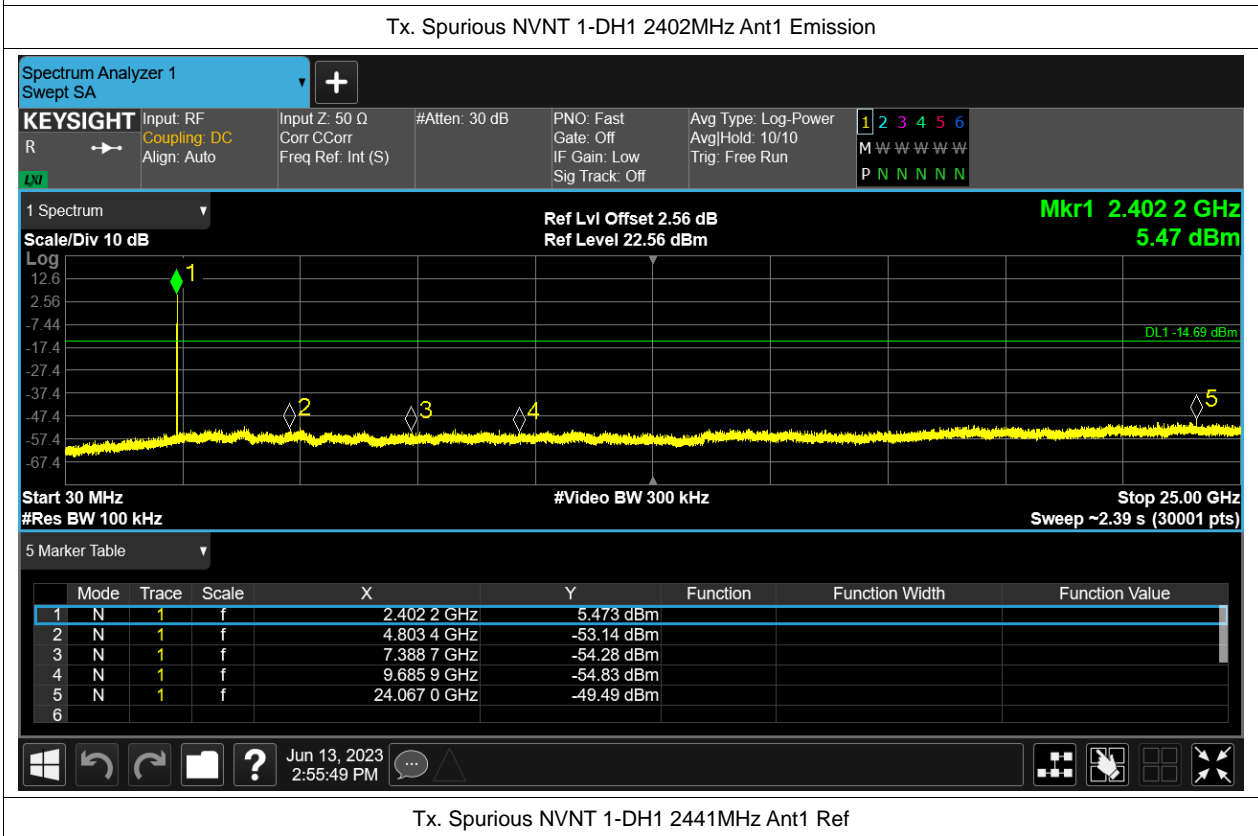 Tx. Spurious NVNT 1-DH1 2402MHz Ant1 Emission
Spectrum Analyzer 1
Swept SA
KEYSIGHT
R
LXI
Input: RF
Coupling: DC
Align: Auto
Input Z: 50 Ω
Corr CCorr
Freq Ref: Int (S)
#Atten: 30 dB
PNO: Fast
Gate: Off
IF Gain: Low
Sig Track: Off
Avg Type: Log-Power
Avg|Hold: 10/10
Trig: Free Run
1 2 3 4 5 6
M W W W W W
P N N N N N
1 Spectrum
Scale/Div 10 dB
Ref Lvl Offset 2.56 dB
Ref Level 22.56 dBm
Mkr1 2.402 2 GHz
5.47 dBm
Log
12.6
2.56
-7.44
-17.4
-27.4
-37.4
-47.4
-57.4
-67.4
1
2
3
4
5
DL1 -14.69 dBm
Start 30 MHz
#Video BW 300 kHz
Stop 25.00 GHz
#Res BW 100 kHz
Sweep ~2.39 s (30001 pts)
5 Marker Table
Mode Trace Scale X Y Function Function Width Function Value
1 N 1 f 2.402 2 GHz 5.473 dBm
2 N 1 f 4.803 4 GHz -53.14 dBm
3 N 1 f 7.388 7 GHz -54.28 dBm
4 N 1 f 9.685 9 GHz -54.83 dBm
5 N 1 f 24.067 0 GHz -49.49 dBm
6
?
Jun 13, 2023
2:55:49 PM
Tx. Spurious NVNT 1-DH1 2441MHz Ant1 Ref